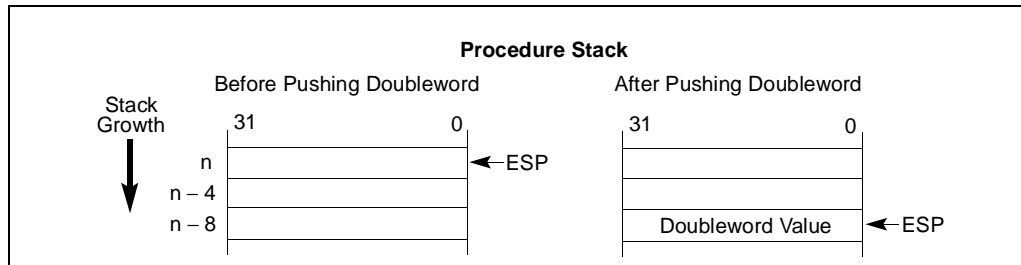 Procedure Stack
Before Pushing Doubleword
After Pushing Doubleword
Stack
Growth
31 0
31 0
n
ESP
n – 4
n – 8
Doubleword Value
ESP